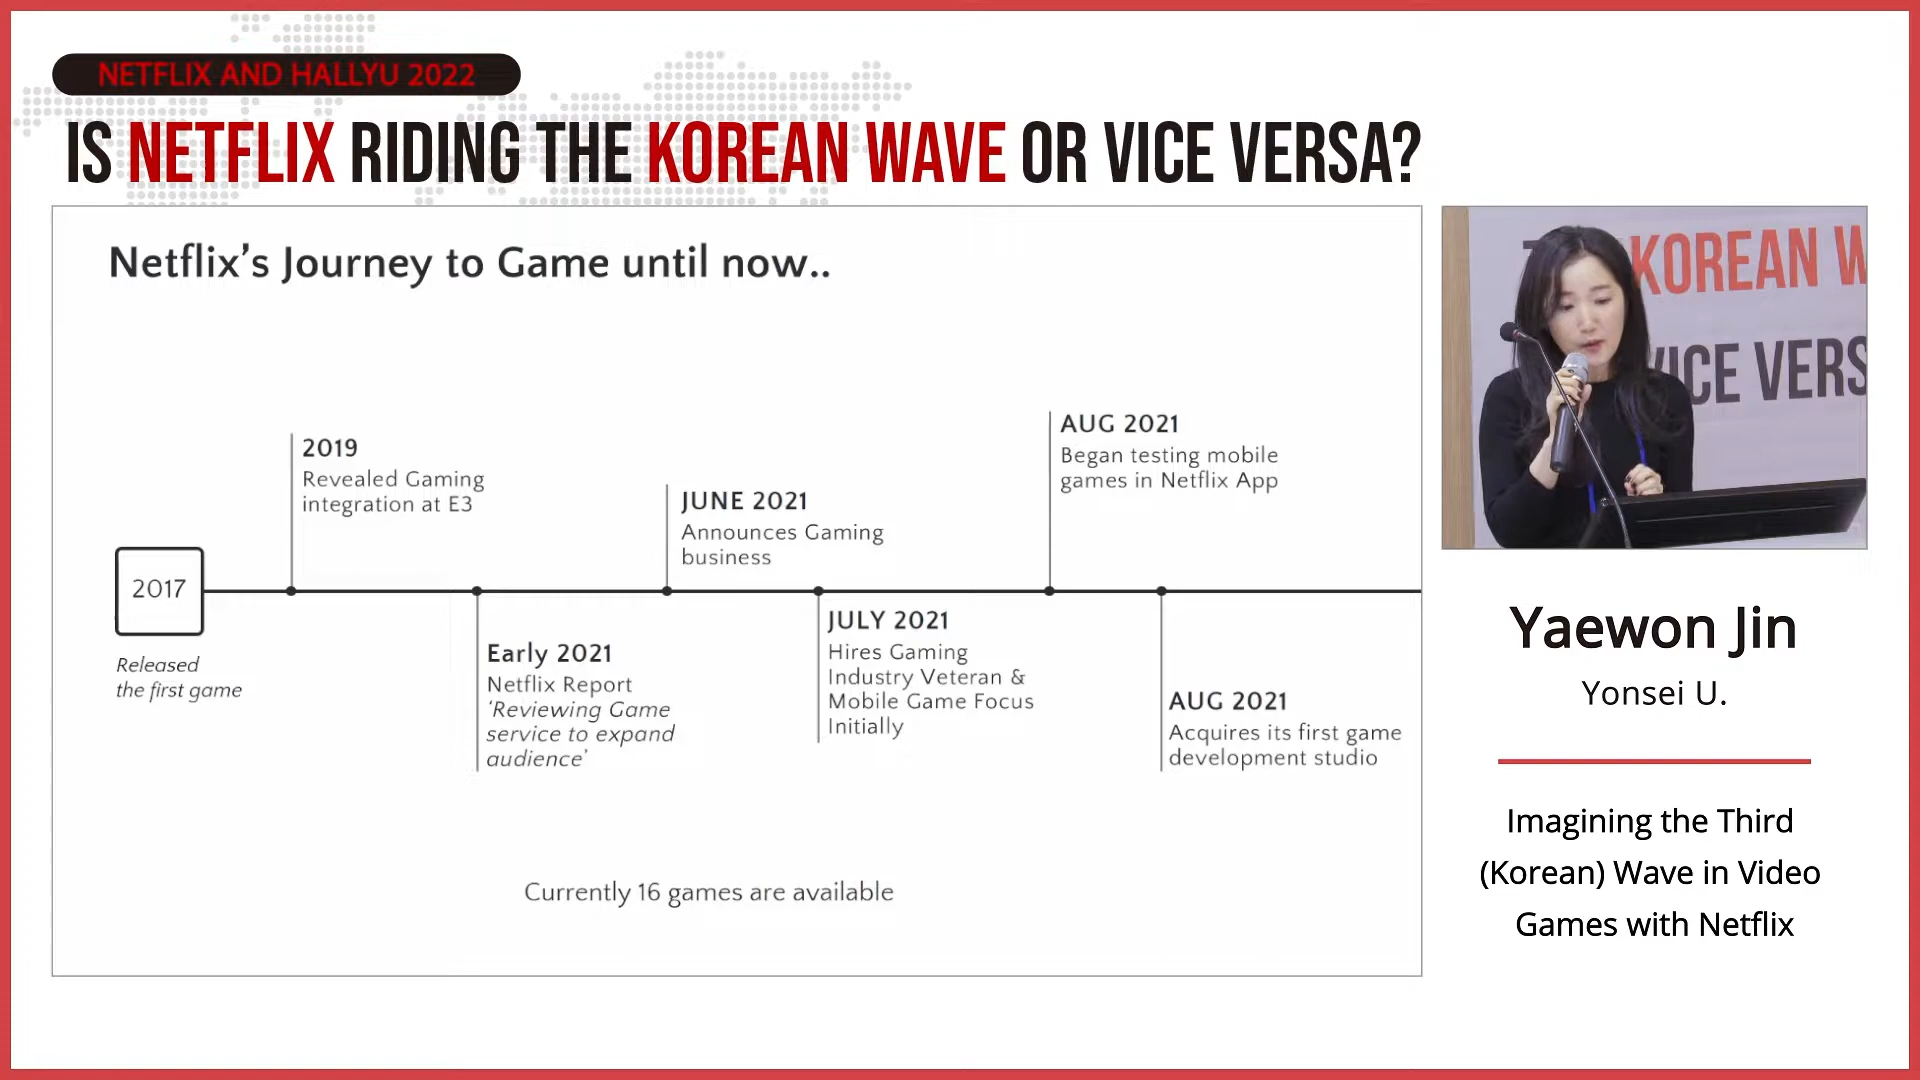 NETFLIX AND HALLYU 2022
IS NETFLIX RIDING THE KOREAN WAVE OR VICE VERSA?
Netflix's Journey to Game until now..
2017
Released
the first game
2019
Revealed Gaming
integration at E3
Early 2021
Netflix Report
'Reviewing Game
service to expand
audience'
JUNE 2021
Announces Gaming
business
JULY 2021
Hires Gaming
Industry Veteran &
Mobile Game Focus
Initially
AUG 2021
Began testing mobile
games in Netflix App
AUG 2021
Acquires its first game
development studio
Currently 16 games are available
KOREAN W
VICE VERS
Yaewon Jin
Yonsei U.
Imagining the Third
(Korean) Wave in Video
Games with Netflix